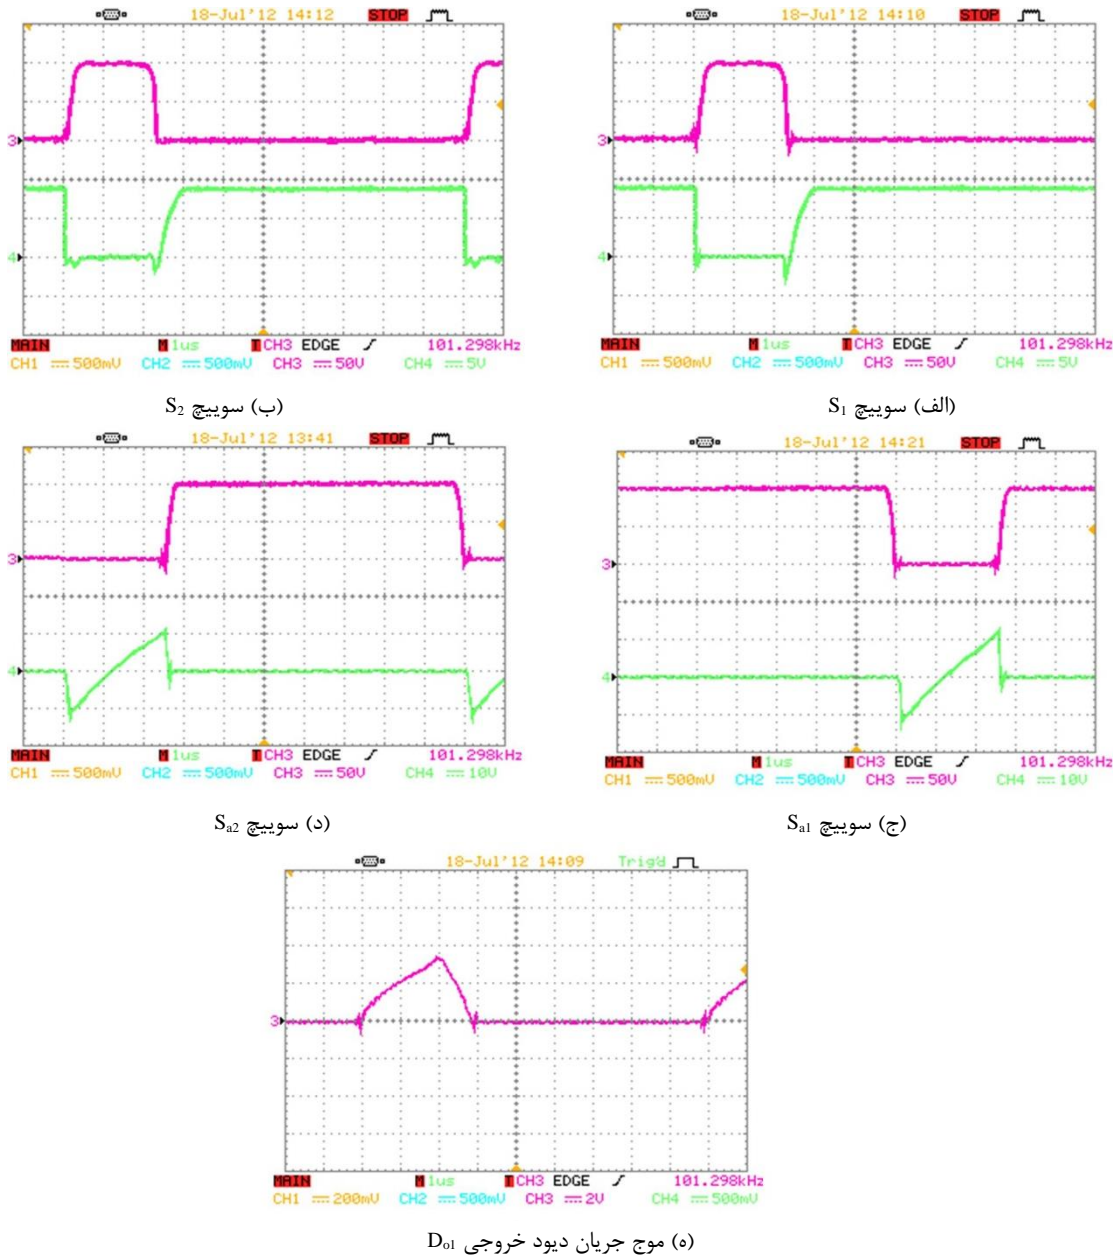 18-Jul'12 14:12 STOP
3
4
MAIN M 1us T CH3 EDGE 101.298kHz
CH1 500mV CH2 500mV CH3 50V CH4 5V
(ب) سوییچ S2
18-Jul'12 14:10 STOP
3
4
MAIN M 1us T CH3 EDGE 101.298kHz
CH1 500mV CH2 500mV CH3 50V CH4 5V
(الف) سوییچ S1
18-Jul'12 13:41 STOP
3
4
MAIN M 1us T CH3 EDGE 101.298kHz
CH1 500mV CH2 500mV CH3 50V CH4 10V
(د) سوییچ Sa2
18-Jul'12 14:21 STOP
3
4
MAIN M 1us T CH3 EDGE 101.298kHz
CH1 500mV CH2 500mV CH3 50V CH4 10V
(ج) سوییچ Sa1
18-Jul'12 14:09 Trig'd
3
MAIN M 1us T CH3 EDGE 101.298kHz
CH1 200mV CH2 500mV CH3 2V CH4 500mV
(ه) موج جریان دیود خروجی Do1